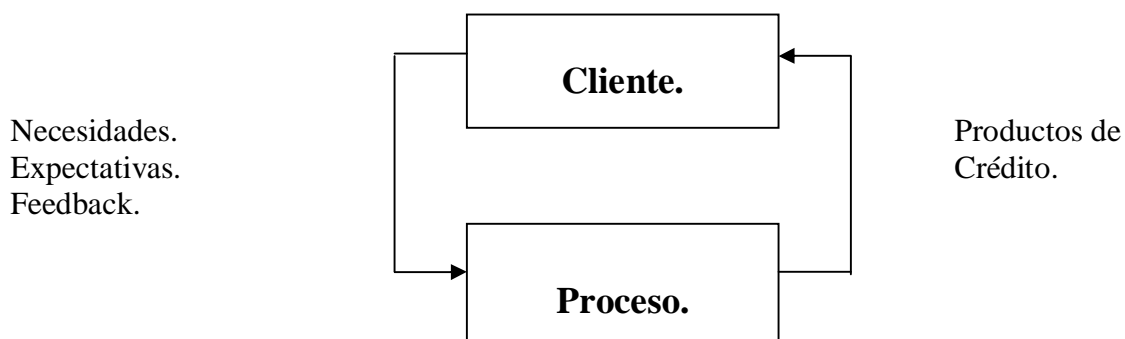 Cliente.
Necesidades.
Expectativas.
Feedback.
Productos de
Crédito.
Proceso.